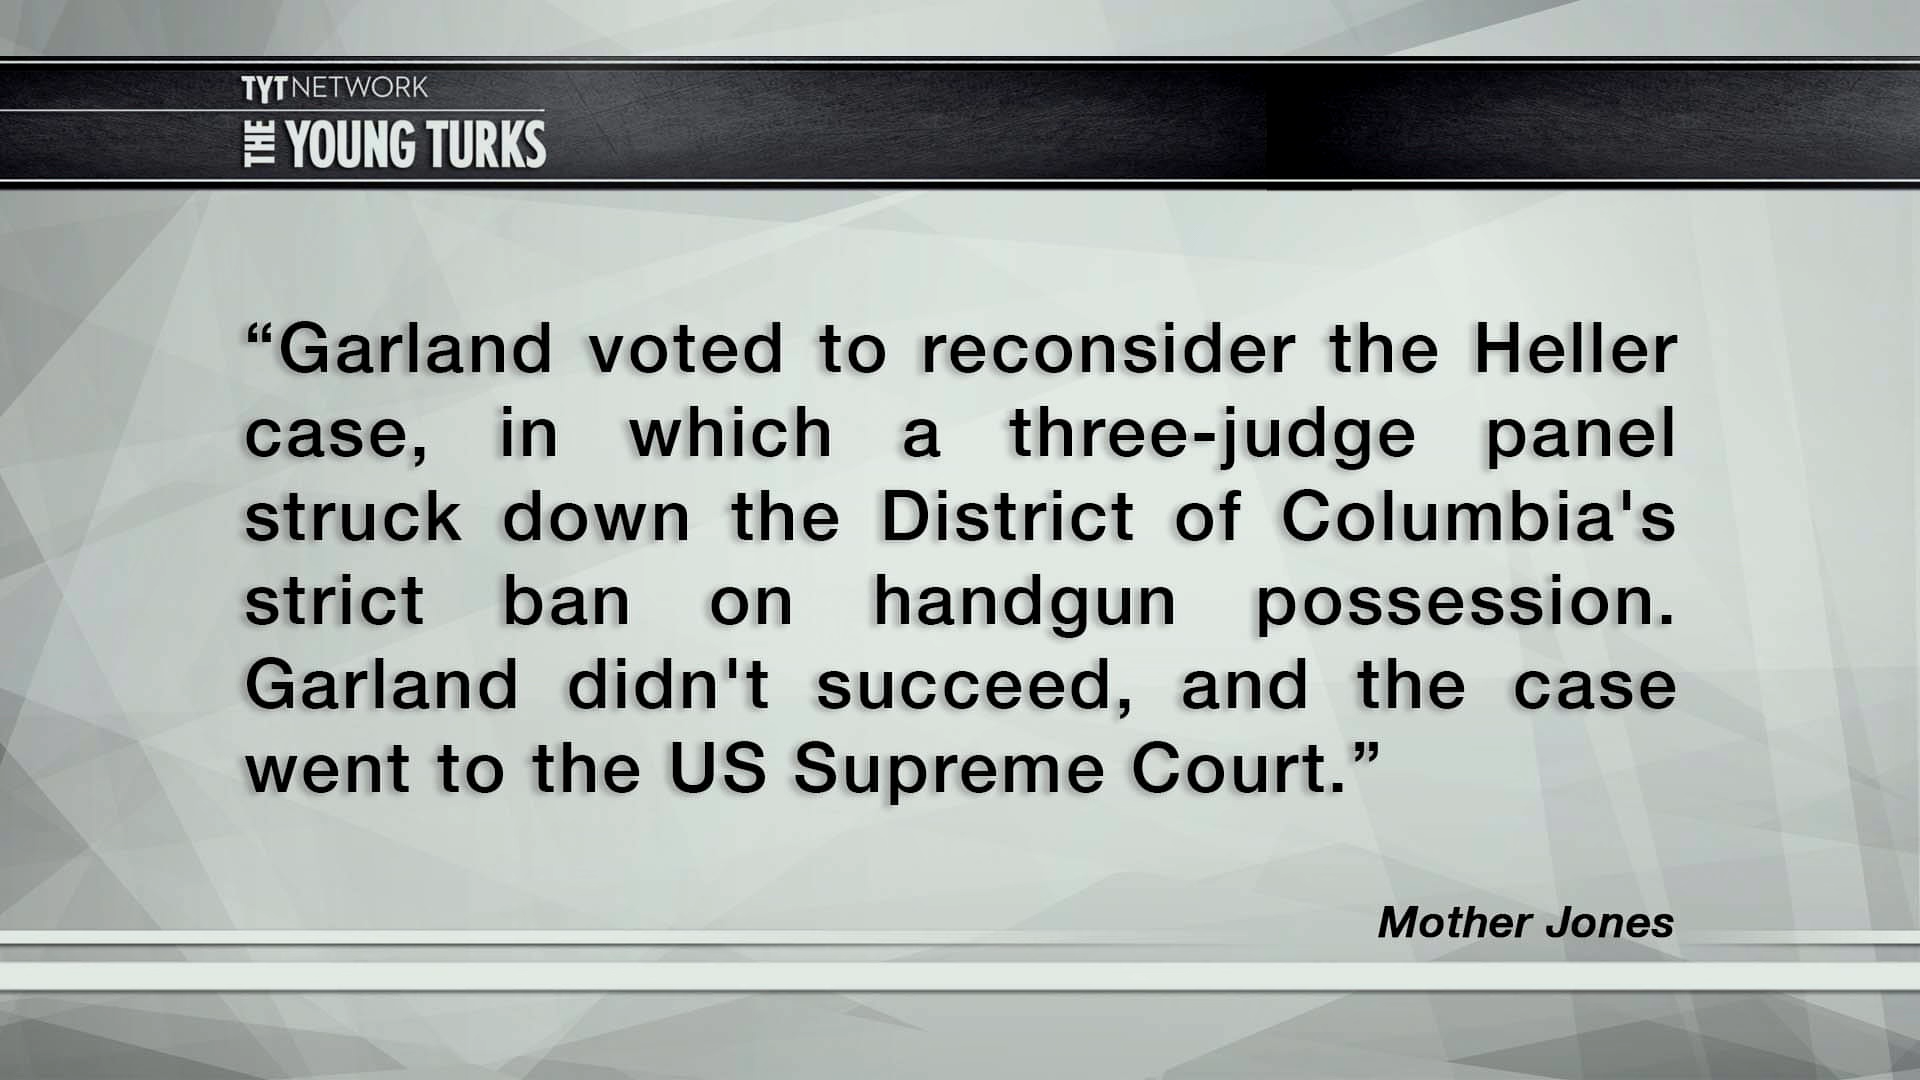 TYT NETWORK
THE YOUNG TURKS
“Garland voted to reconsider the Heller
case, in which a three-judge panel
struck down the District of Columbia's
strict ban on handgun possession.
Garland didn't succeed, and the case
went to the US Supreme Court.”
Mother Jones